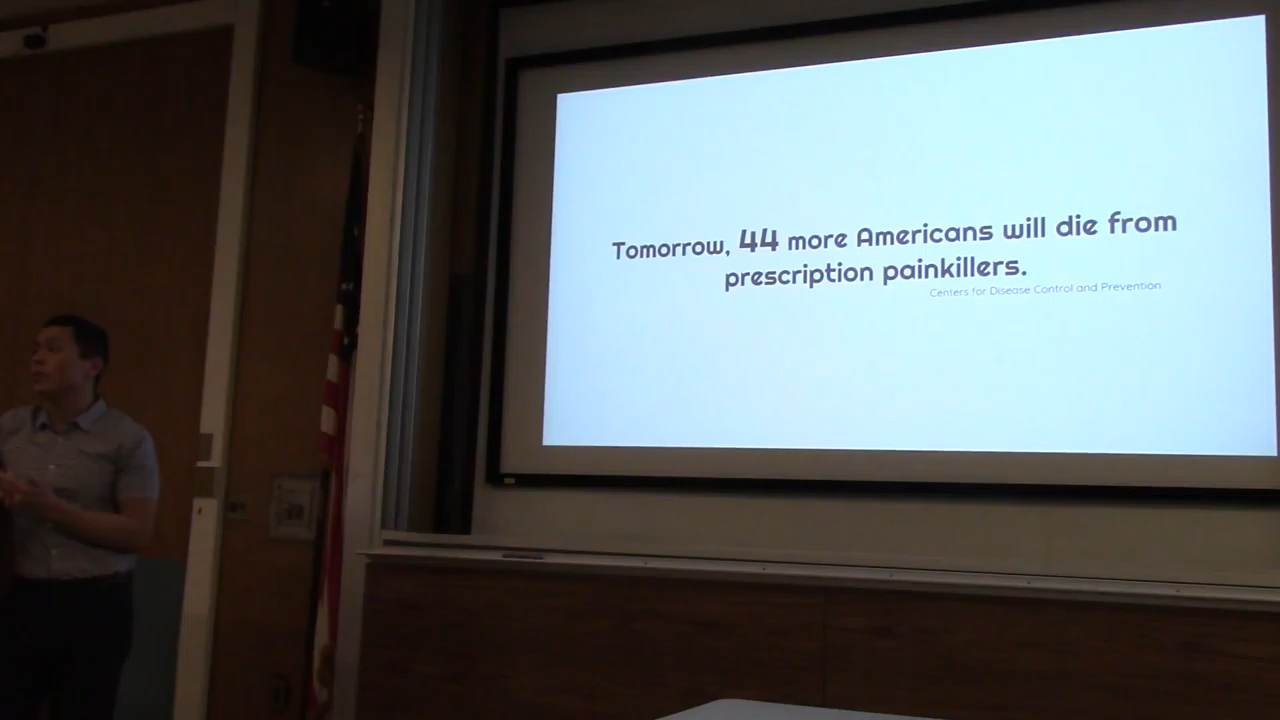 Tomorrow, 44 more Americans will die from
prescription painkillers.
Centers for Disease Control and Prevention